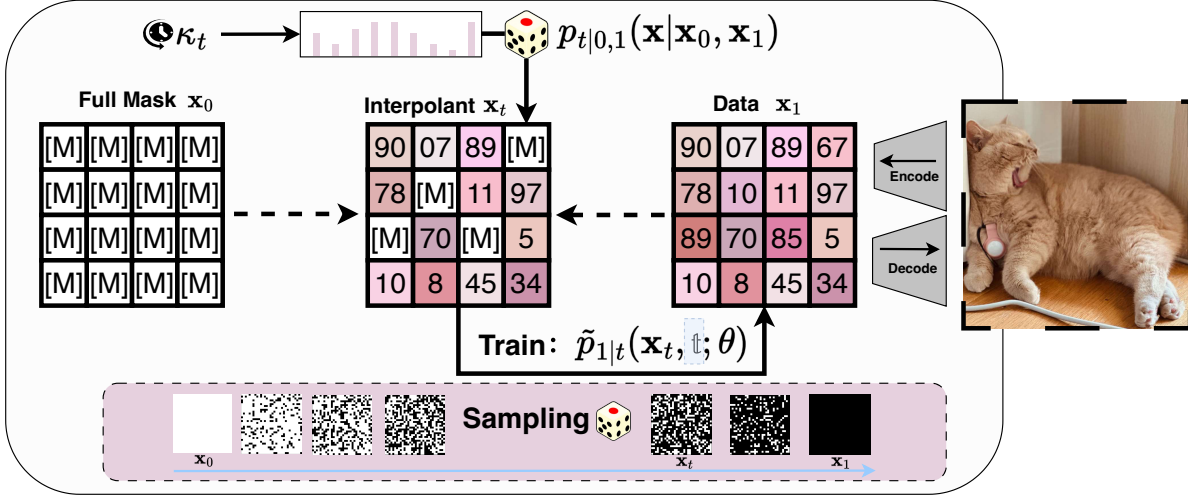 κ_t
p_{t|0,1}(x|x_0, x_1)
Full Mask x_0
Interpolant x_t
Data x_1
[M] [M] [M] [M]
[M] [M] [M] [M]
[M] [M] [M] [M]
[M] [M] [M] [M]
90 07 89 [M]
78 [M] 11 97
[M] 70 [M] 5
10 8 45 34
90 07 89 67
78 10 11 97
89 70 85 5
10 8 45 34
Encode
Decode
Train: p̃_{1|t}(x_t, 𝕥; θ)
Sampling
x_0
x_t
x_1